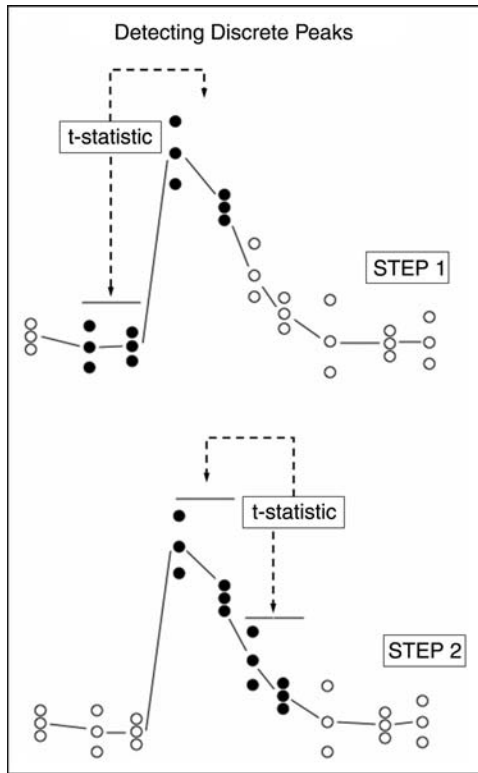 Detecting Discrete Peaks
t-statistic
STEP 1
t-statistic
STEP 2